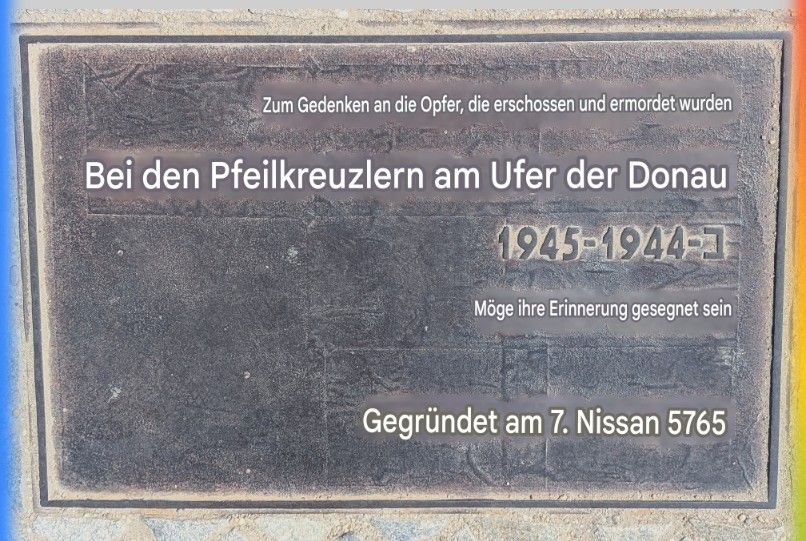 Zum Gedenken an die Opfer, die erschossen und ermordet wurden
Bei den Pfeilkreuzlern am Ufer der Donau
1945-1944-ב
Möge ihre Erinnerung gesegnet sein
Gegründet am 7. Nissan 5765